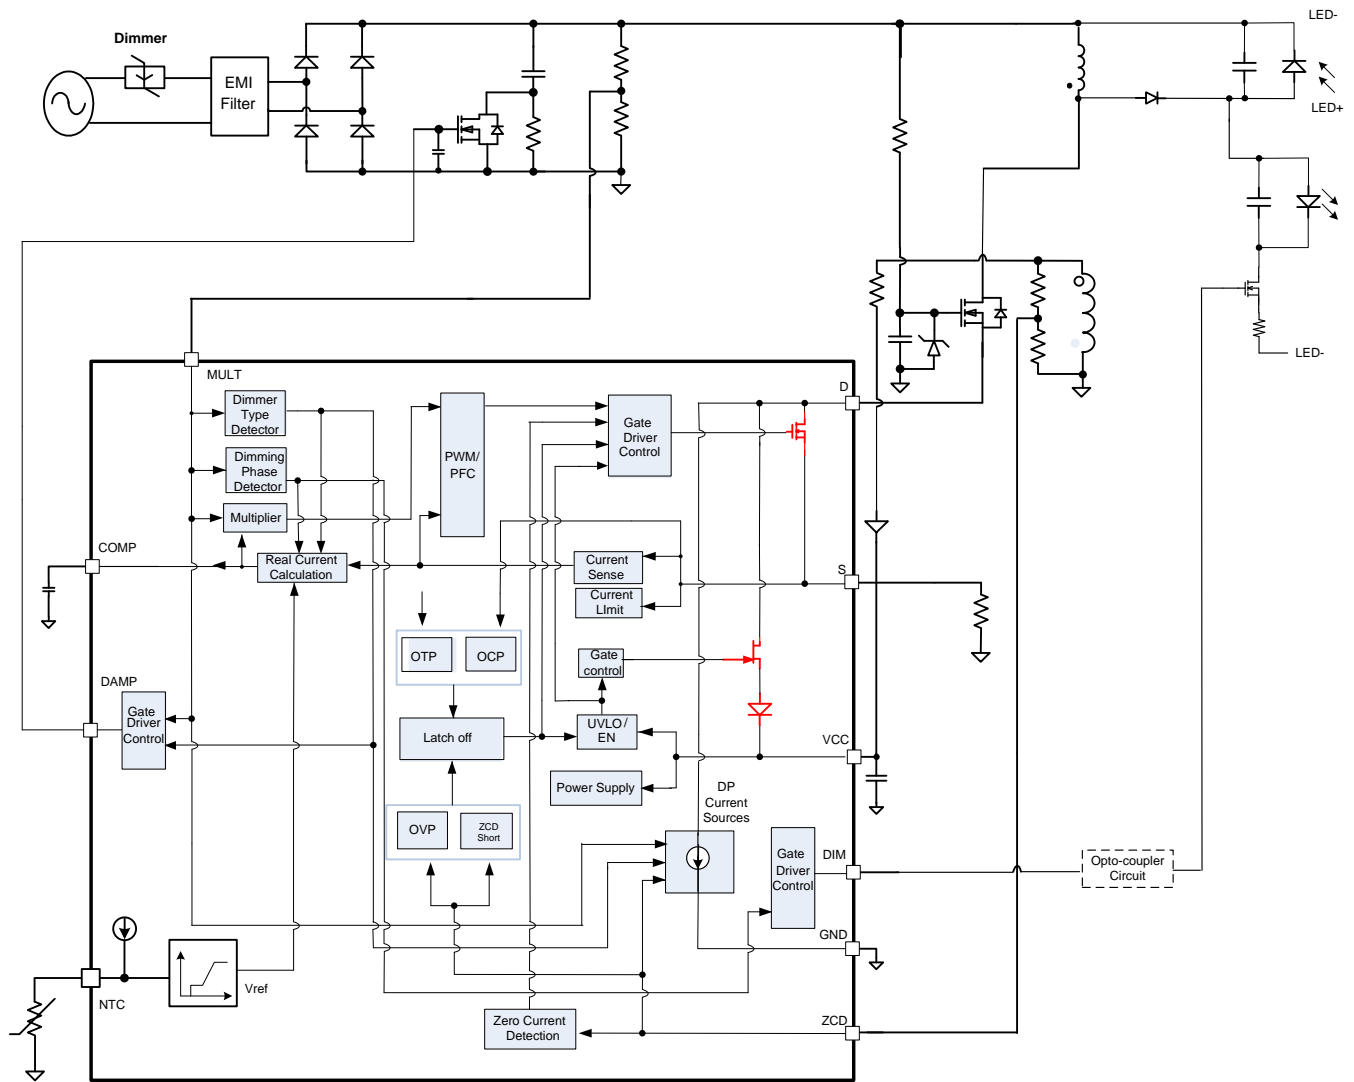 LED-
Dimmer
EMI
Filter
LED+
LED-
MULT
D
Dimmer
Type
Detector
Gate
Driver
Control
Dimming
Phase
Detector
PWM/
PFC
Multiplier
COMP
Real Current
Calculation
Current
Sense
S
Current
LImit
OTP
OCP
Gate
control
DAMP
Gate
Driver
Control
Latch off
UVLO /
EN
VCC
Power Supply
DP
Current
Sources
OVP
ZCD
Short
Gate
Driver
Control
DIM
Opto-coupler
Circuit
GND
Vref
NTC
Zero Current
Detection
ZCD